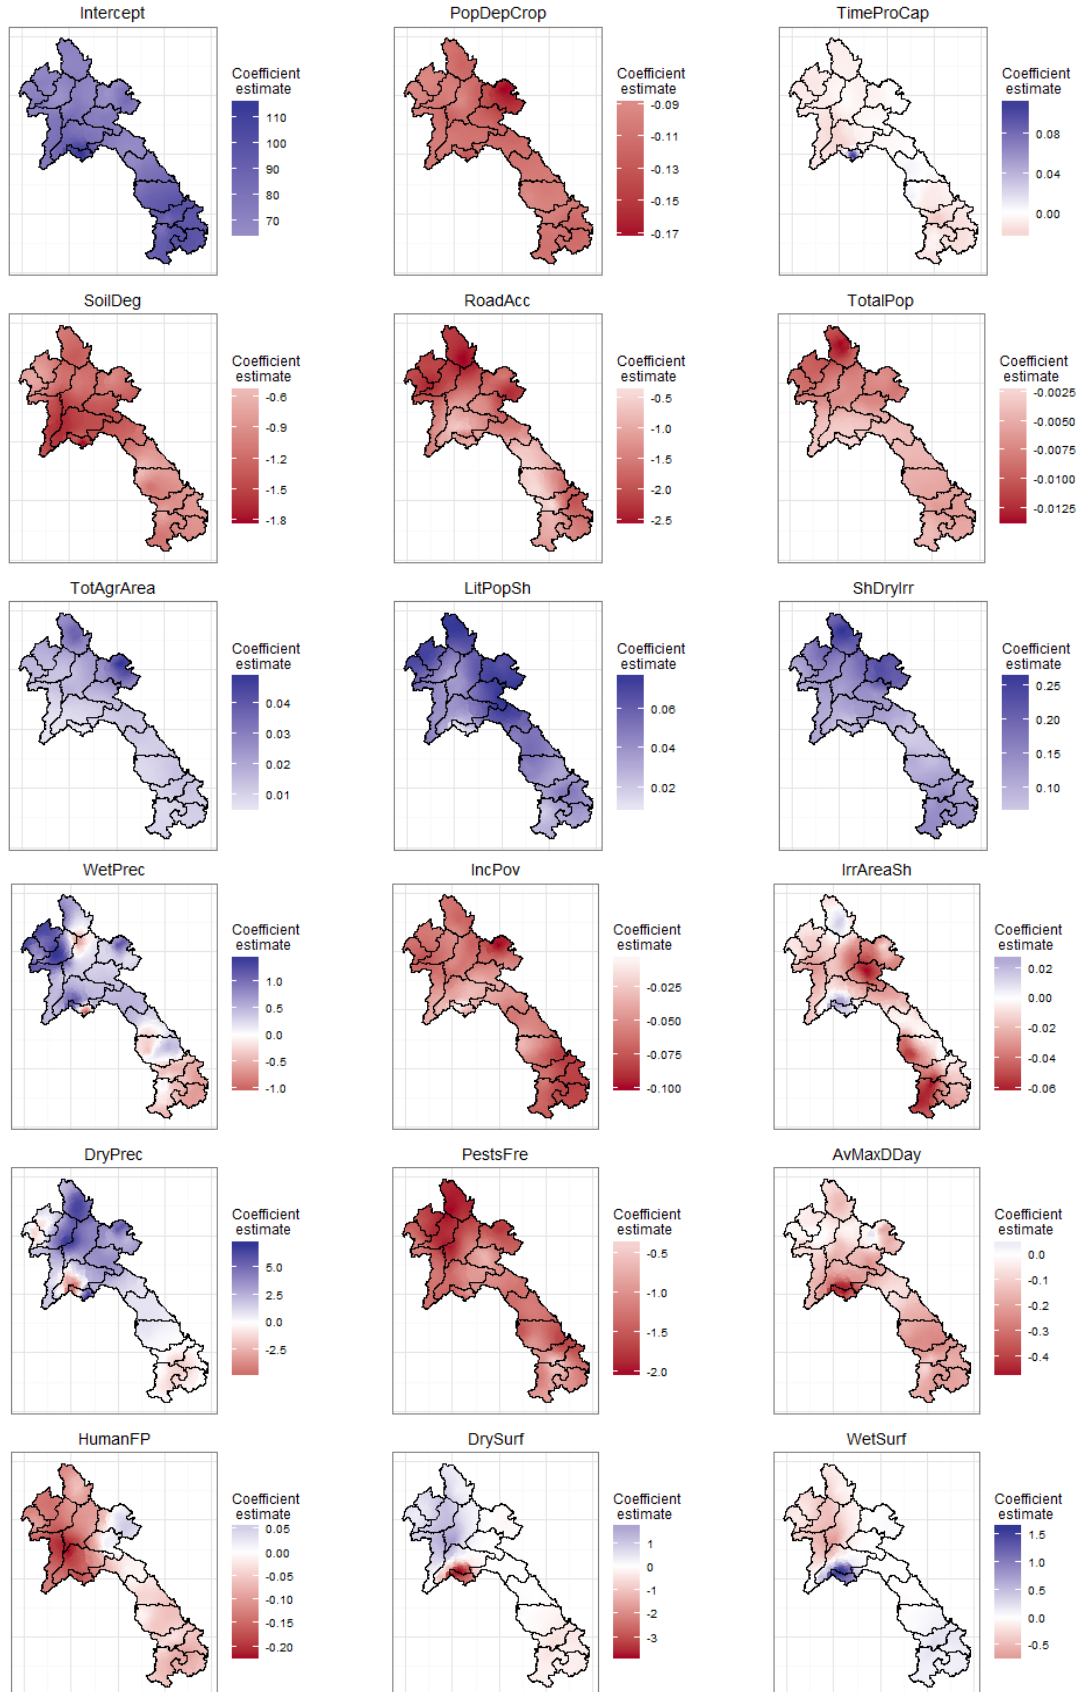 Intercept
Coefficient
estimate
110
100
90
80
70
PopDepCrop
Coefficient
estimate
-0.09
-0.11
-0.13
-0.15
-0.17
TimeProCap
Coefficient
estimate
0.08
0.04
0.00
SoilDeg
Coefficient
estimate
-0.6
-0.9
-1.2
-1.5
-1.8
RoadAcc
Coefficient
estimate
-0.5
-1.0
-1.5
-2.0
-2.5
TotalPop
Coefficient
estimate
-0.0025
-0.0050
-0.0075
-0.0100
-0.0125
TotAgrArea
Coefficient
estimate
0.04
0.03
0.02
0.01
LitPopSh
Coefficient
estimate
0.06
0.04
0.02
ShDryIrr
Coefficient
estimate
0.25
0.20
0.15
0.10
WetPrec
Coefficient
estimate
1.0
0.5
0.0
-0.5
-1.0
IncPov
Coefficient
estimate
-0.025
-0.050
-0.075
-0.100
IrrAreaSh
Coefficient
estimate
0.02
0.00
-0.02
-0.04
-0.06
DryPrec
Coefficient
estimate
5.0
2.5
0.0
-2.5
PestsFre
Coefficient
estimate
-0.5
-1.0
-1.5
-2.0
AvMaxDDay
Coefficient
estimate
0.0
-0.1
-0.2
-0.3
-0.4
HumanFP
Coefficient
estimate
0.05
0.00
-0.05
-0.10
-0.15
-0.20
DrySurf
Coefficient
estimate
1
0
-1
-2
-3
WetSurf
Coefficient
estimate
1.5
1.0
0.5
0.0
-0.5